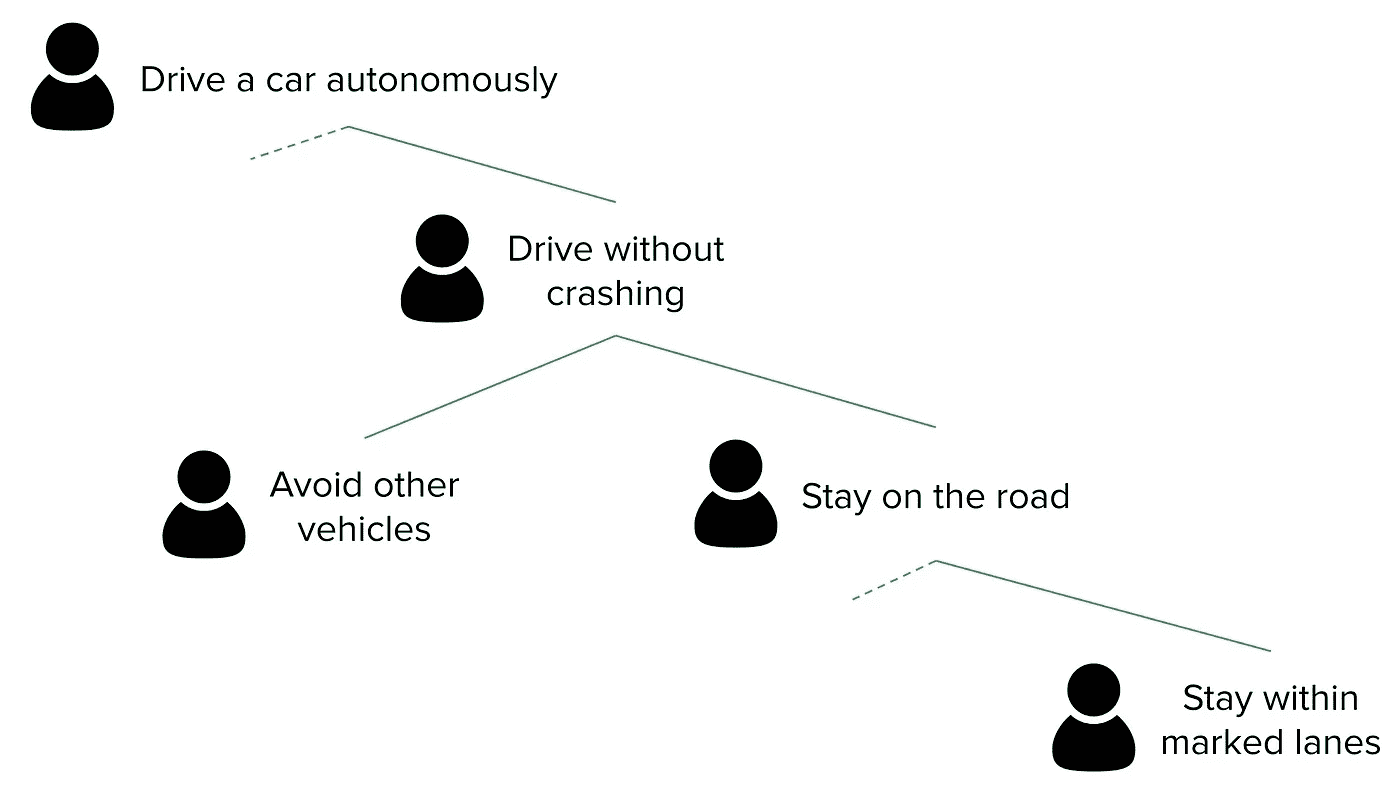 Drive a car autonomously
Drive without
crashing
Avoid other
vehicles
Stay on the road
Stay within
marked lanes